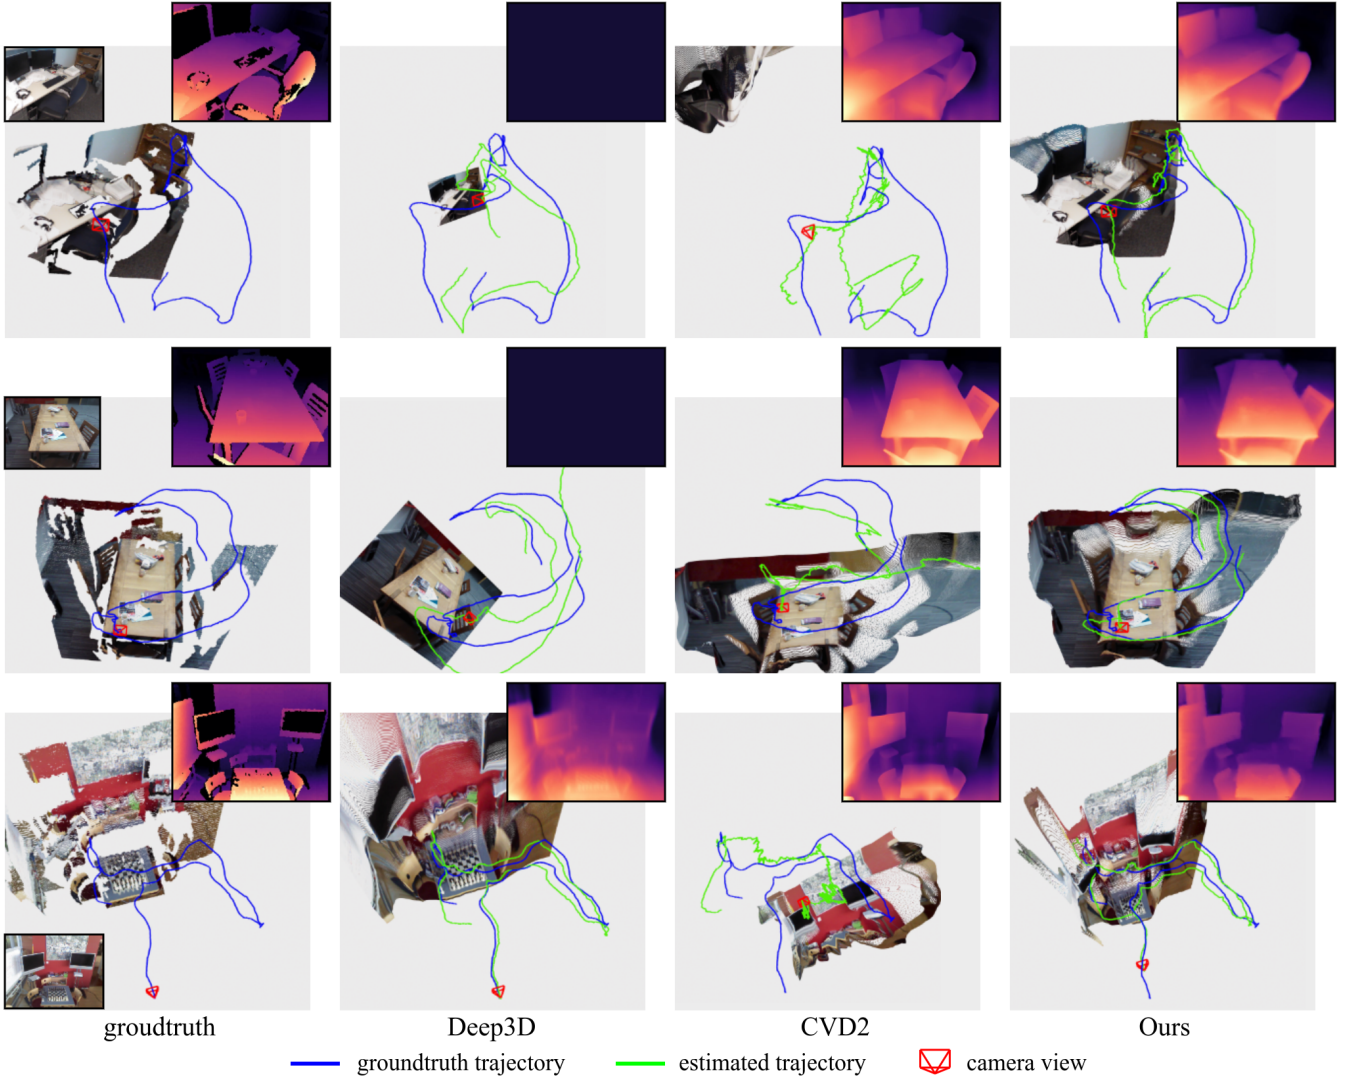 groudtruth
Deep3D
CVD2
Ours
groundtruth trajectory
estimated trajectory
camera view